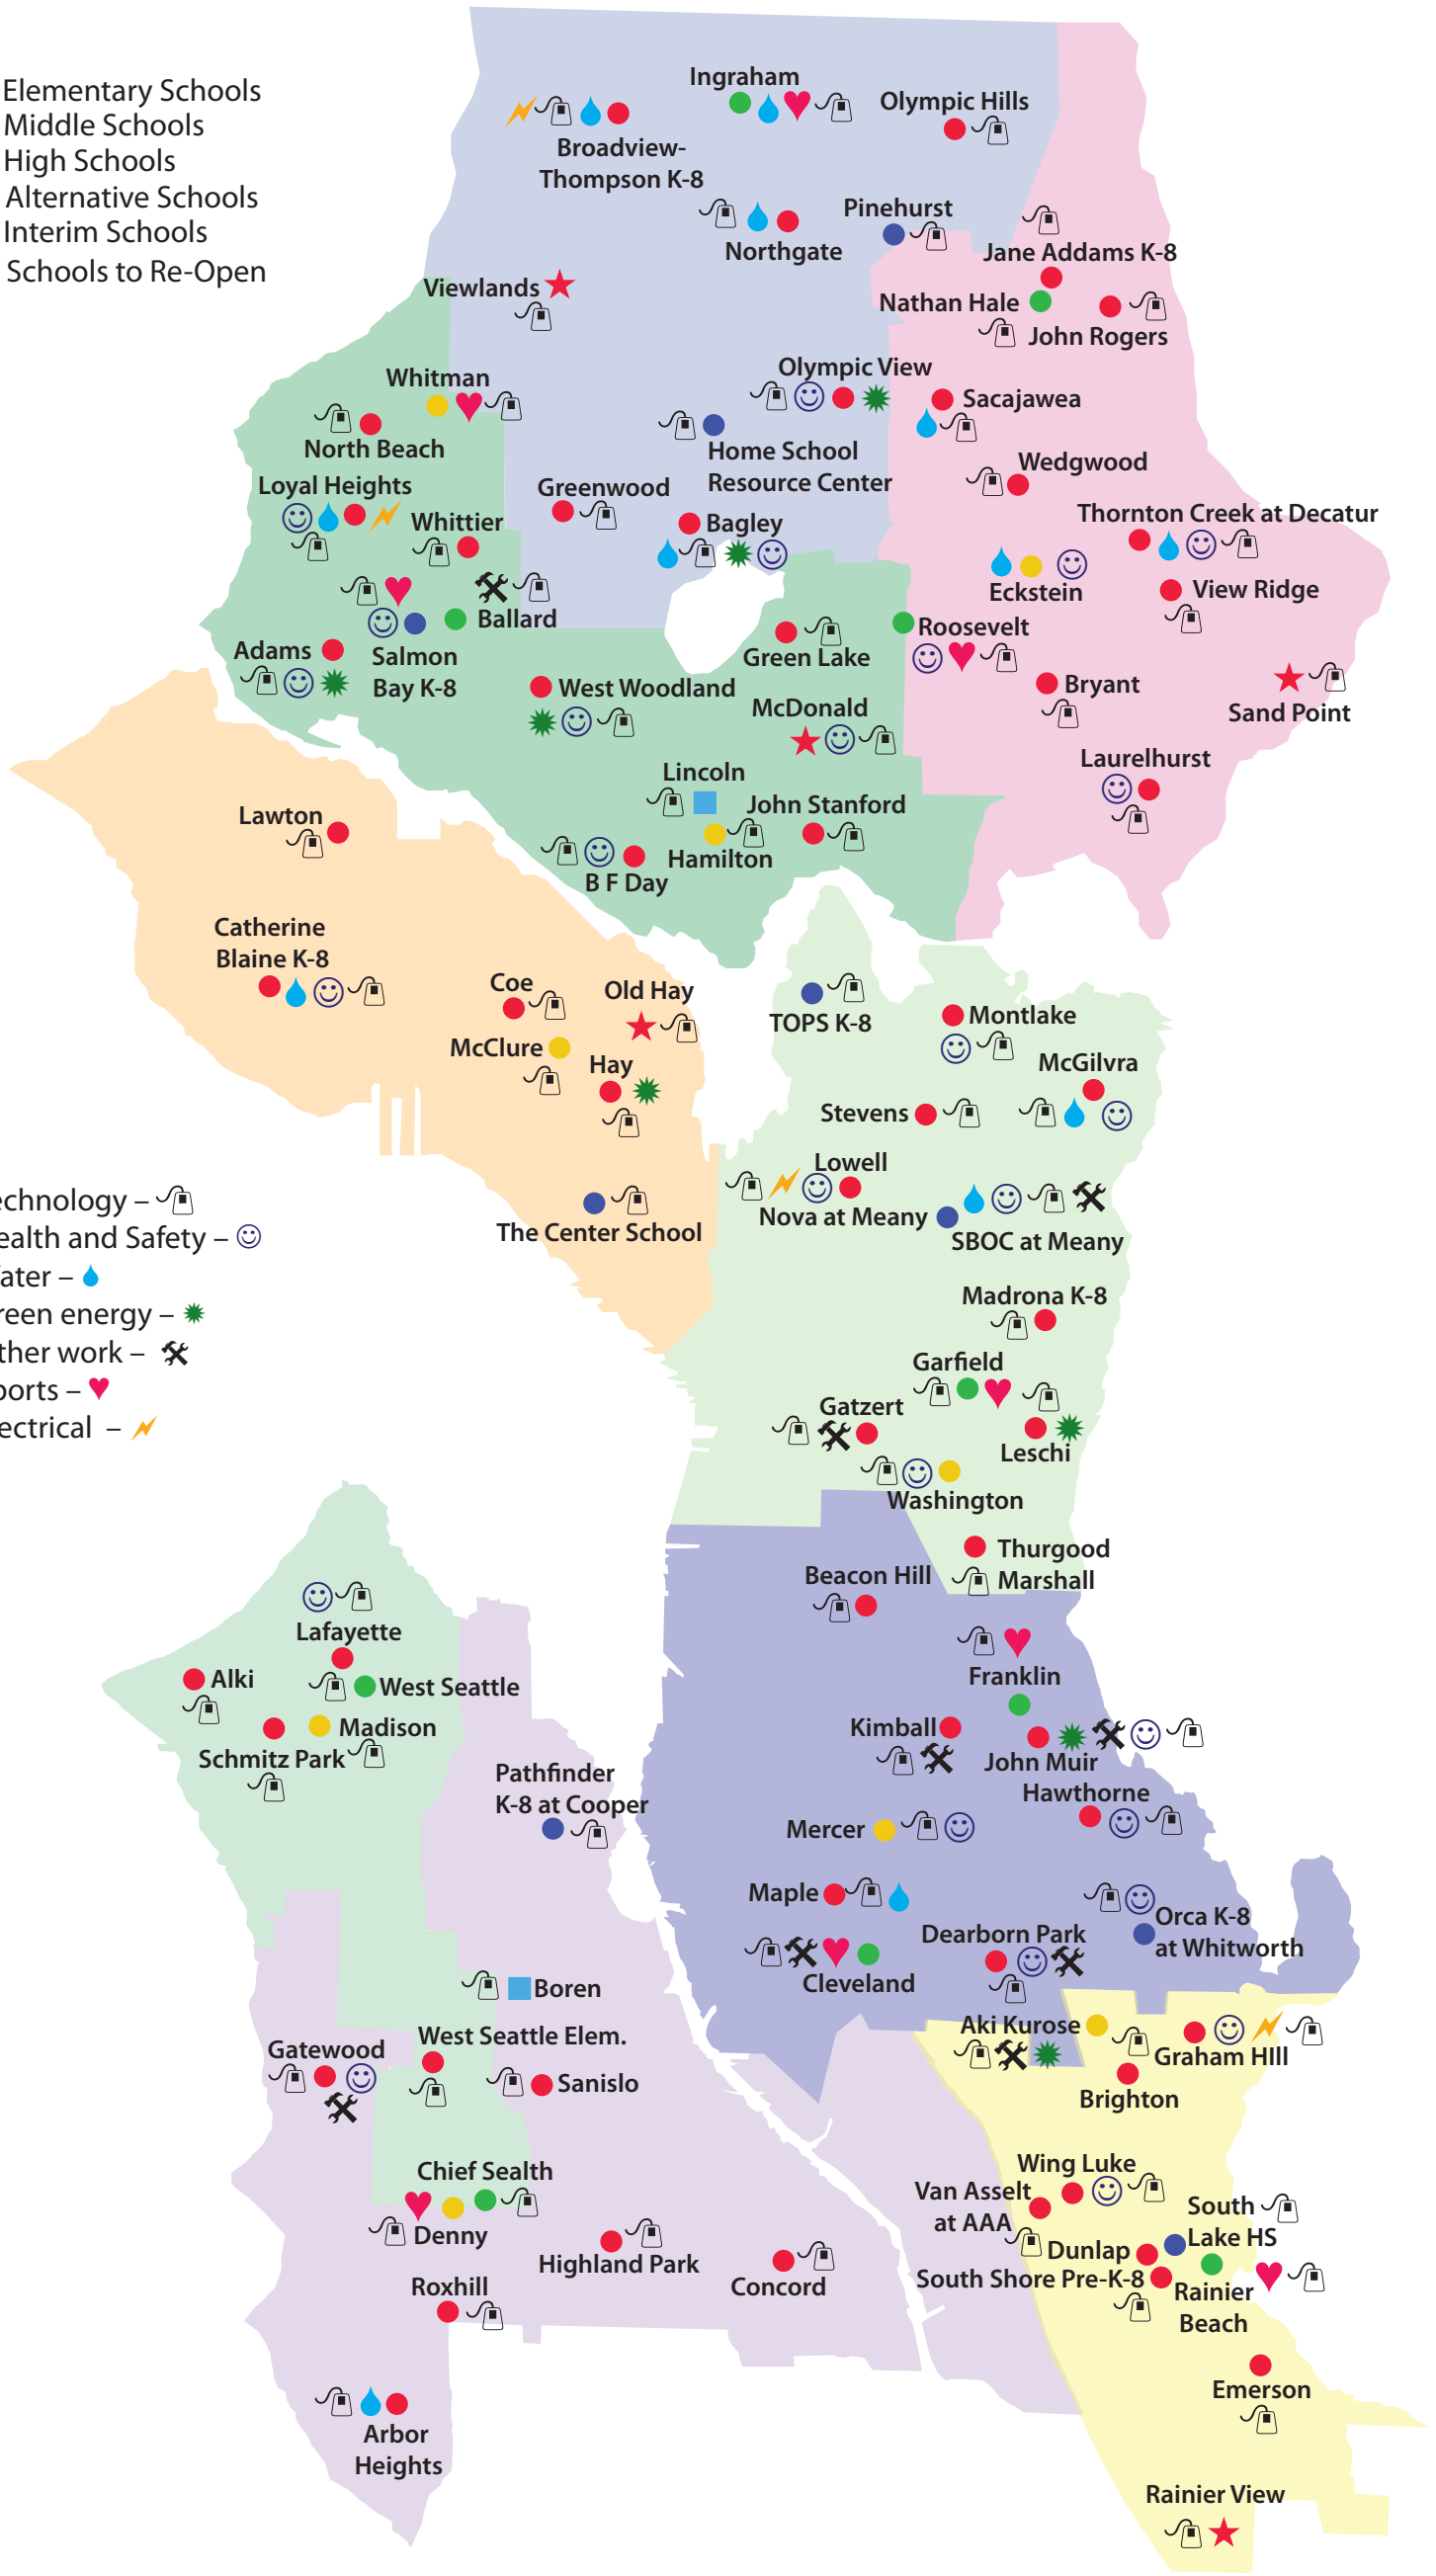 Elementary Schools
Middle Schools
High Schools
Alternative Schools
Interim Schools
Schools to Re-Open
Ingraham
Olympic Hills
Broadview-
Thompson K-8
Pinehurst
Northgate
Jane Addams K-8
Viewlands
Nathan Hale
John Rogers
Whitman
Olympic View
Sacajawea
North Beach
Home School
Resource Center
Wedgwood
Loyal Heights
Greenwood
Whittier
Bagley
Thornton Creek at Decatur
Eckstein
View Ridge
Ballard
Roosevelt
Adams
Salmon
Bay K-8
Green Lake
West Woodland
Bryant
McDonald
Sand Point
Laurelhurst
Lincoln
John Stanford
Lawton
Hamilton
B F Day
Catherine
Blaine K-8
Coe
Old Hay
TOPS K-8
Montlake
McClure
Hay
McGilvra
Stevens
Lowell
Nova at Meany
The Center School
SBOC at Meany
echnology –
ealth and Safety –
ater –
reen energy –
ther work –
ports –
ectrical –
Madrona K-8
Garfield
Gatzert
Leschi
Washington
Thurgood
Marshall
Beacon Hill
Lafayette
Franklin
Alki
West Seattle
Madison
Kimball
Schmitz Park
John Muir
Pathfinder
K-8 at Cooper
Hawthorne
Mercer
Maple
Orca K-8
at Whitworth
Dearborn Park
Cleveland
Boren
Aki Kurose
West Seattle Elem.
Gatewood
Graham HIll
Sanislo
Brighton
Wing Luke
Chief Sealth
Van Asselt
at AAA
South
Lake HS
Denny
Dunlap
Highland Park
South Shore Pre-K-8
Concord
Roxhill
Rainier
Beach
Emerson
Arbor
Heights
Rainier View